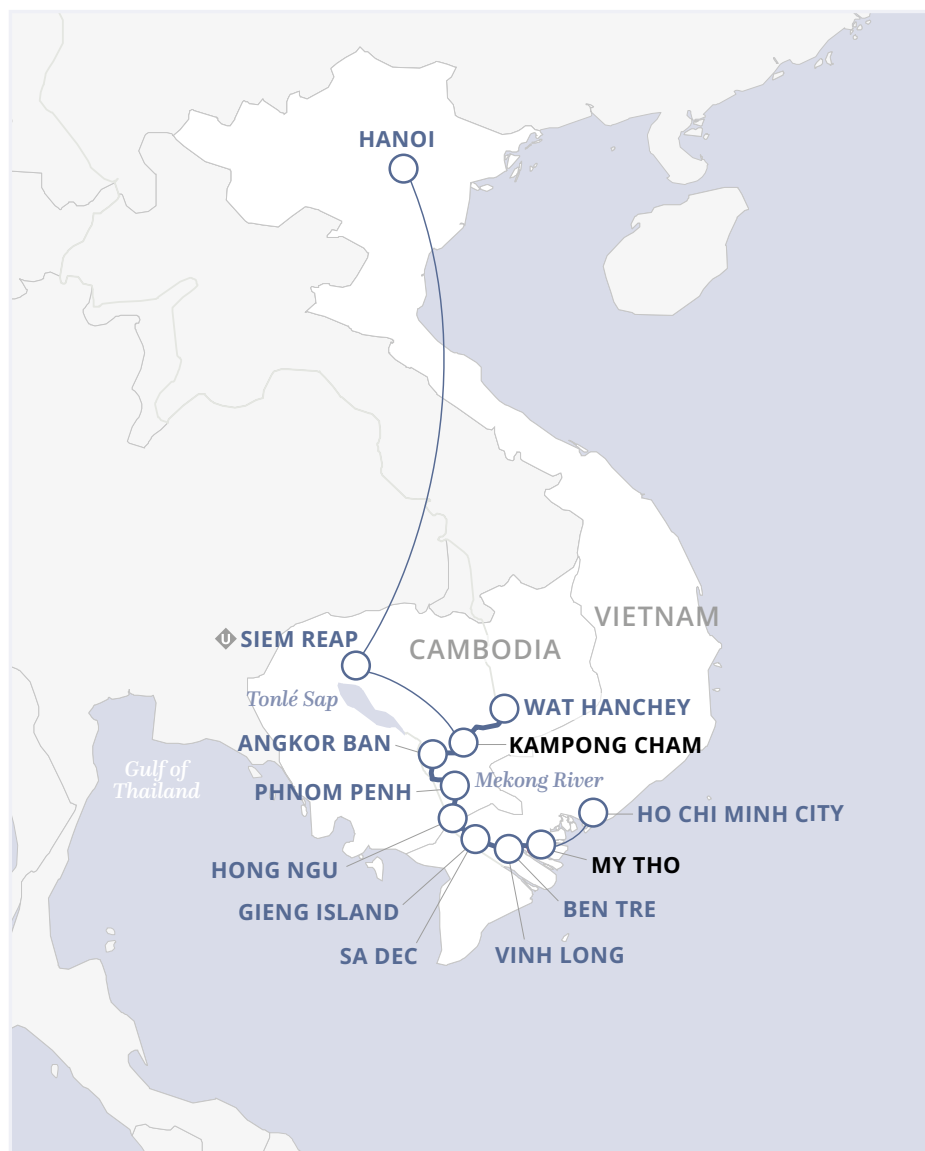 HANOI
VIETNAM
SIEM REAP
CAMBODIA
Tonlé Sap
WAT HANCHEY
ANGKOR BAN
KAMPONG CHAM
Gulf of
Thailand
Mekong River
PHNOM PENH
HO CHI MINH CITY
HONG NGU
MY THO
GIENG ISLAND
BEN TRE
SA DEC
VINH LONG